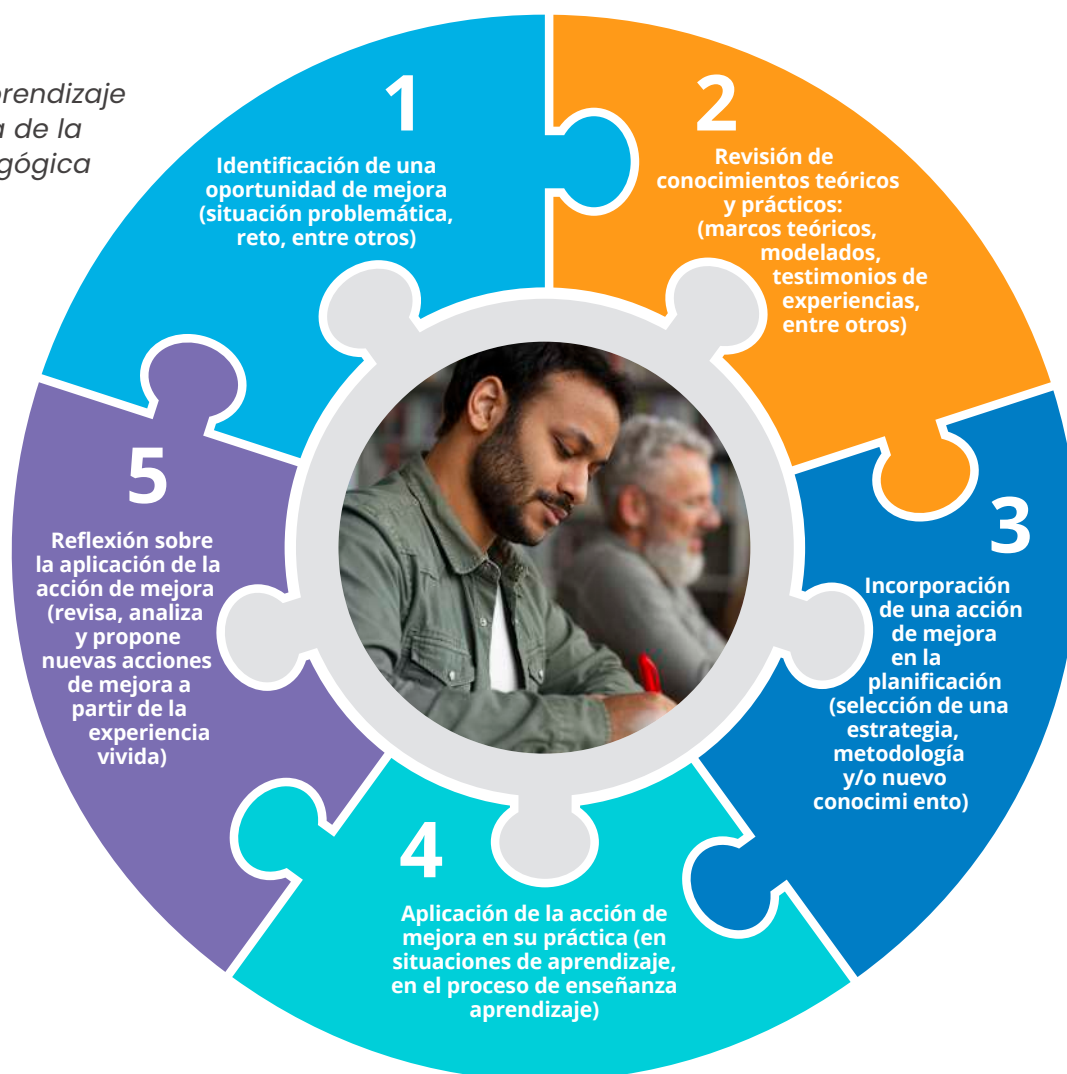 a de la
1
Identificación de una
oportunidad de mejora
(situación problemática,
reto, entre otros)
2
Revisión de
conocimientos teóricos
y prácticos:
(marcos teóricos,
modelados,
testimonios de
experiencias,
entre otros)
3
Incorporación
de una acción
de mejora
en la
planificación
(selección de una
estrategia,
metodología
y/o nuevo
conocimi ento)
4
Aplicación de la acción de
mejora en su práctica (en
situaciones de aprendizaje,
en el proceso de enseñanza
aprendizaje)
5
Reflexión sobre
la aplicación de la
acción de mejora
(revisa, analiza
y propone
nuevas acciones
de mejora a
partir de la
experiencia
vivida)